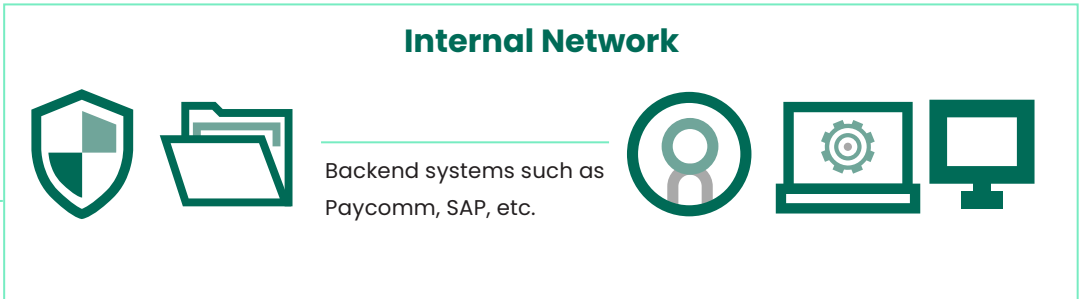 Internal Network
Backend systems such as
Paycomm, SAP, etc.